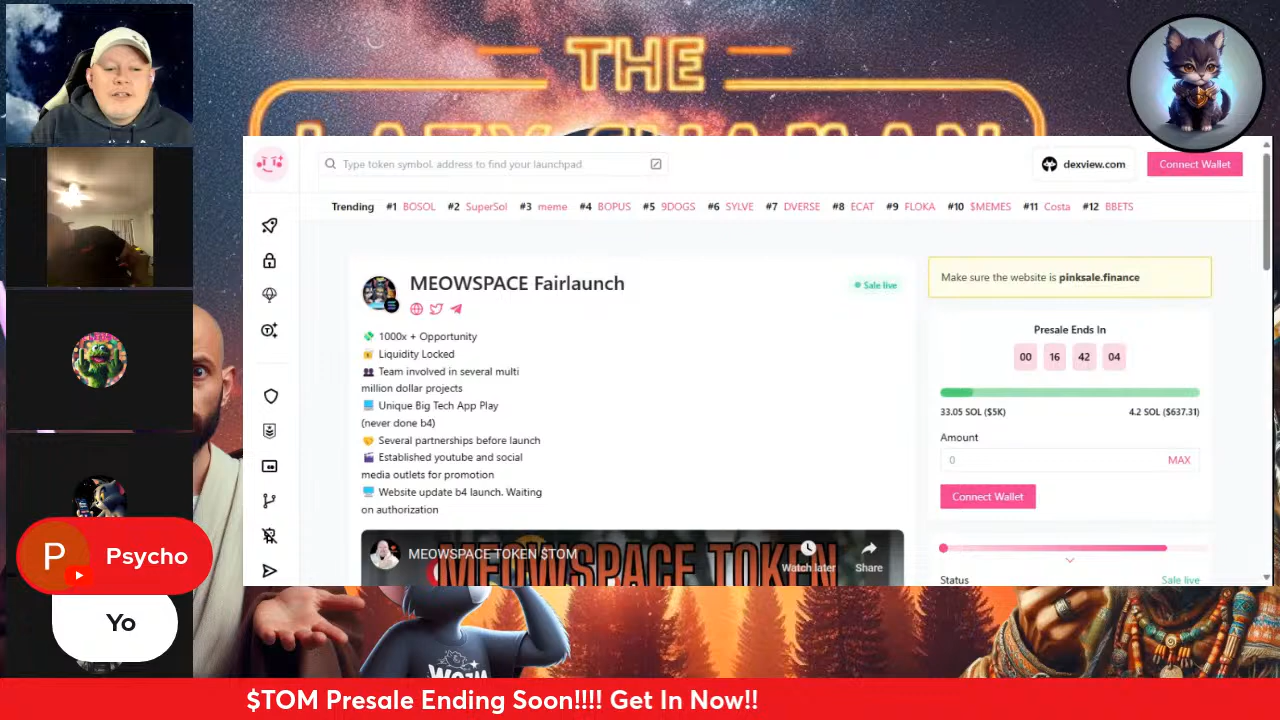 THE
Type token symbol, address to find your launchpad
dexview.com
Connect Wallet
Trending #1 BOSOL #2 SuperSol #3 meme #4 BOPUS #5 9DOGS #6 SYLVE #7 DVERSE #8 ECAT #9 FLOKA #10 $MEMES #11 Costa #12 BBETS
MEOWSPACE Fairlaunch
Sale live
1000x + Opportunity
Liquidity Locked
Team involved in several multi
million dollar projects
Unique Big Tech App Play
(never done b4)
Several partnerships before launch
Established youtube and social
media outlets for promotion
Website update b4 launch. Waiting
on authorization
MEOWSPACE TOKEN $TOM
MEOWSPACE TOKEN
Watch later
Share
Make sure the website is pinksale.finance
Presale Ends In
00 16 42 04
33.05 SOL ($5K)
4.2 SOL ($637.31)
Amount
0
MAX
Connect Wallet
Status
Sale live
P
Psycho
Yo
$TOM Presale Ending Soon!!!! Get In Now!!